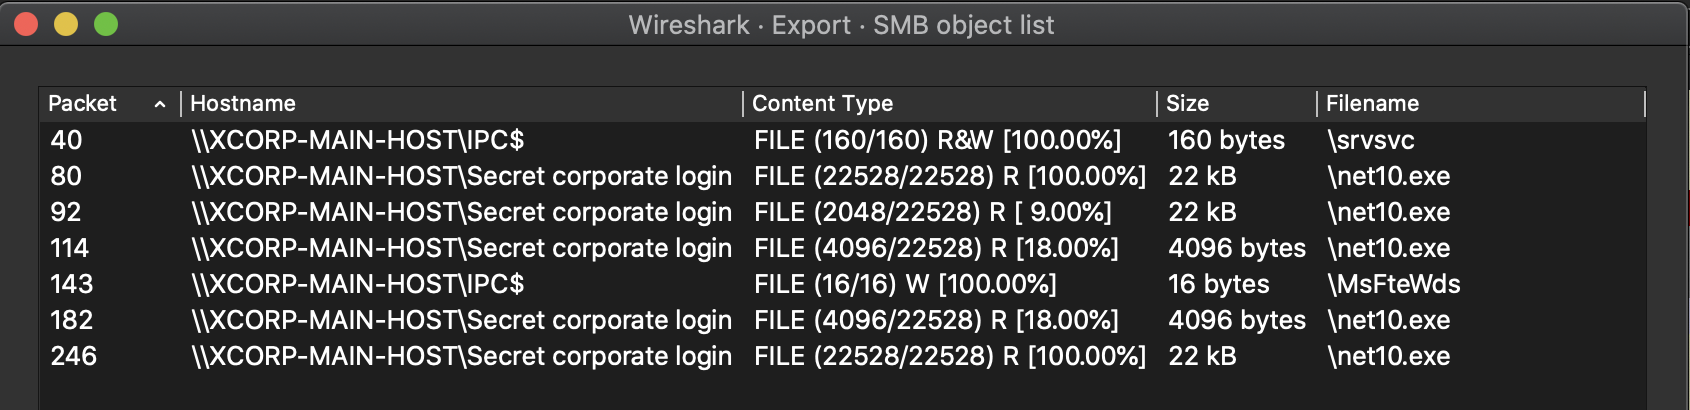 Wireshark · Export · SMB object list
Packet Hostname Content Type Size Filename
40 \\XCORP-MAIN-HOST\IPC$ FILE (160/160) R&W [100.00%] 160 bytes \srvsvc
80 \\XCORP-MAIN-HOST\Secret corporate login FILE (22528/22528) R [100.00%] 22 kB \net10.exe
92 \\XCORP-MAIN-HOST\Secret corporate login FILE (2048/22528) R [ 9.00%] 22 kB \net10.exe
114 \\XCORP-MAIN-HOST\Secret corporate login FILE (4096/22528) R [18.00%] 4096 bytes \net10.exe
143 \\XCORP-MAIN-HOST\IPC$ FILE (16/16) W [100.00%] 16 bytes \MsFteWds
182 \\XCORP-MAIN-HOST\Secret corporate login FILE (4096/22528) R [18.00%] 4096 bytes \net10.exe
246 \\XCORP-MAIN-HOST\Secret corporate login FILE (22528/22528) R [100.00%] 22 kB \net10.exe